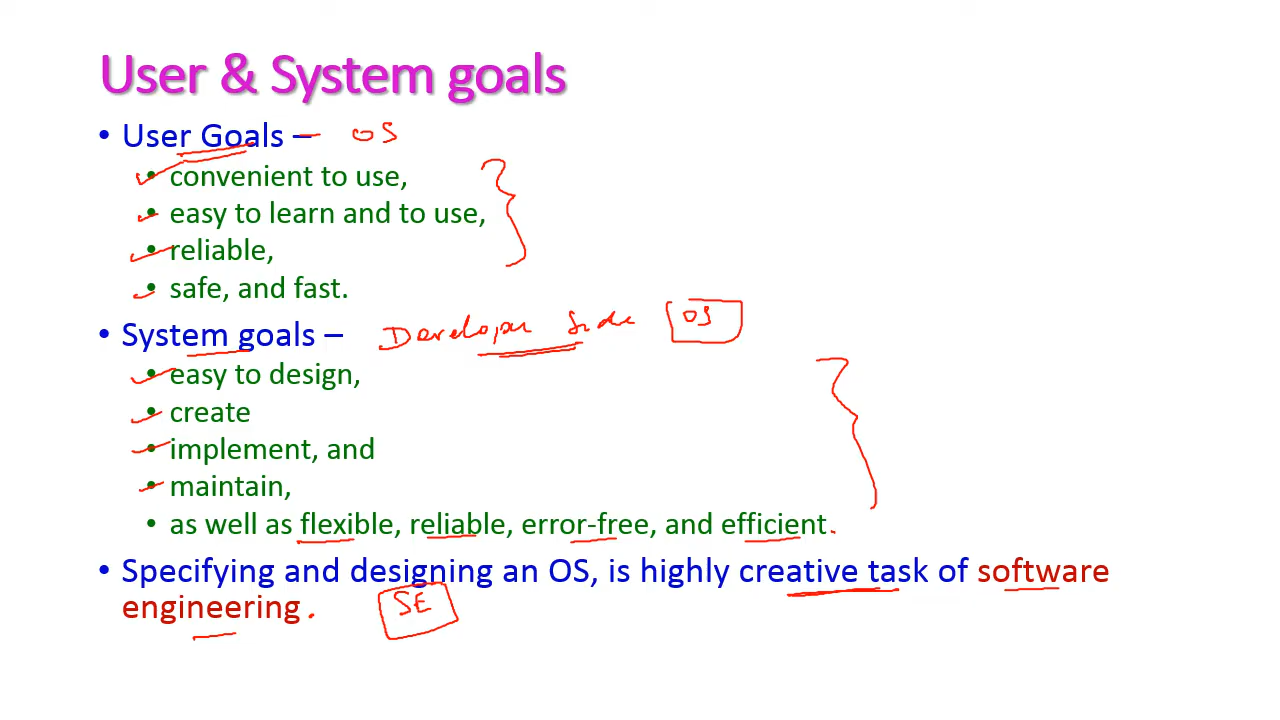 User & System goals
• User Goals – OS
• convenient to use,
• easy to learn and to use,
• reliable,
• safe, and fast.
• System goals – Developer Side OS
• easy to design,
• create
• implement, and
• maintain,
• as well as flexible, reliable, error-free, and efficient.
• Specifying and designing an OS, is highly creative task of software
engineering. SE